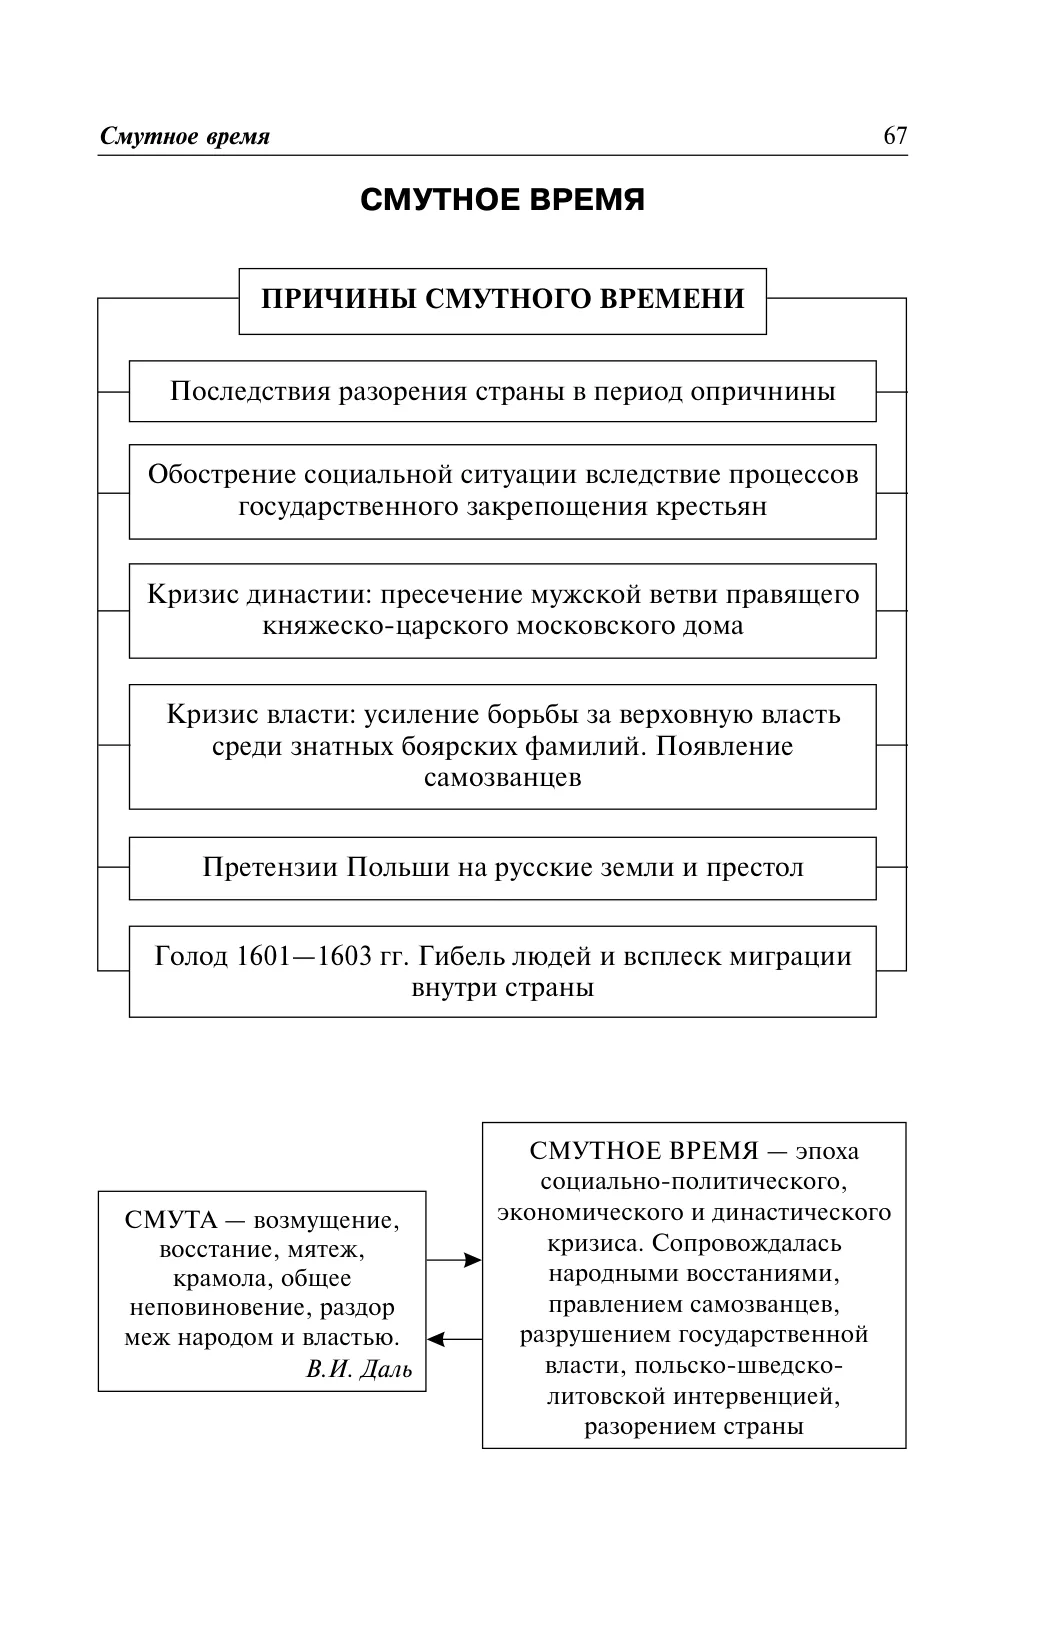 Смутное время 67
СМУТНОЕ ВРЕМЯ
ПРИЧИНЫ СМУТНОГО ВРЕМЕНИ
Последствия разорения страны в период опричнины
Обострение социальной ситуации вследствие процессов
государственного закрепощения крестьян
Кризис династии: пресечение мужской ветви правящего
княжеско-царского московского дома
Кризис власти: усиление борьбы за верховную власть
среди знатных боярских фамилий. Появление
самозванцев
Претензии Польши на русские земли и престол
Голод 1601—1603 гг. Гибель людей и всплеск миграции
внутри страны
СМУТА — возмущение,
восстание, мятеж,
крамола, общее
неповиновение, раздор
меж народом и властью.
В.И. Даль
СМУТНОЕ ВРЕМЯ — эпоха
социально-политического,
экономического и династического
кризиса. Сопровождалась
народными восстаниями,
правлением самозванцев,
разрушением государственной
власти, польско-шведско-
литовской интервенцией,
разорением страны